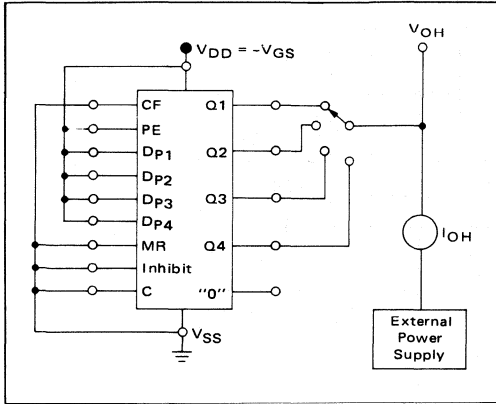 VOH
VDD = -VGS
CF
Q1
PE
DP1
Q2
DP2
DP3
Q3
DP4
MR
Q4
Inhibit
C
"0"
VSS
IOH
External
Power
Supply